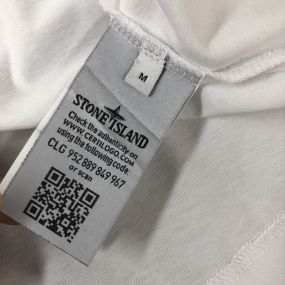 M
STONE ISLAND
Check the authenticity on
WWW.CERTILOGO.COM
using the following code:
CLG 952 889 849 967
or scan